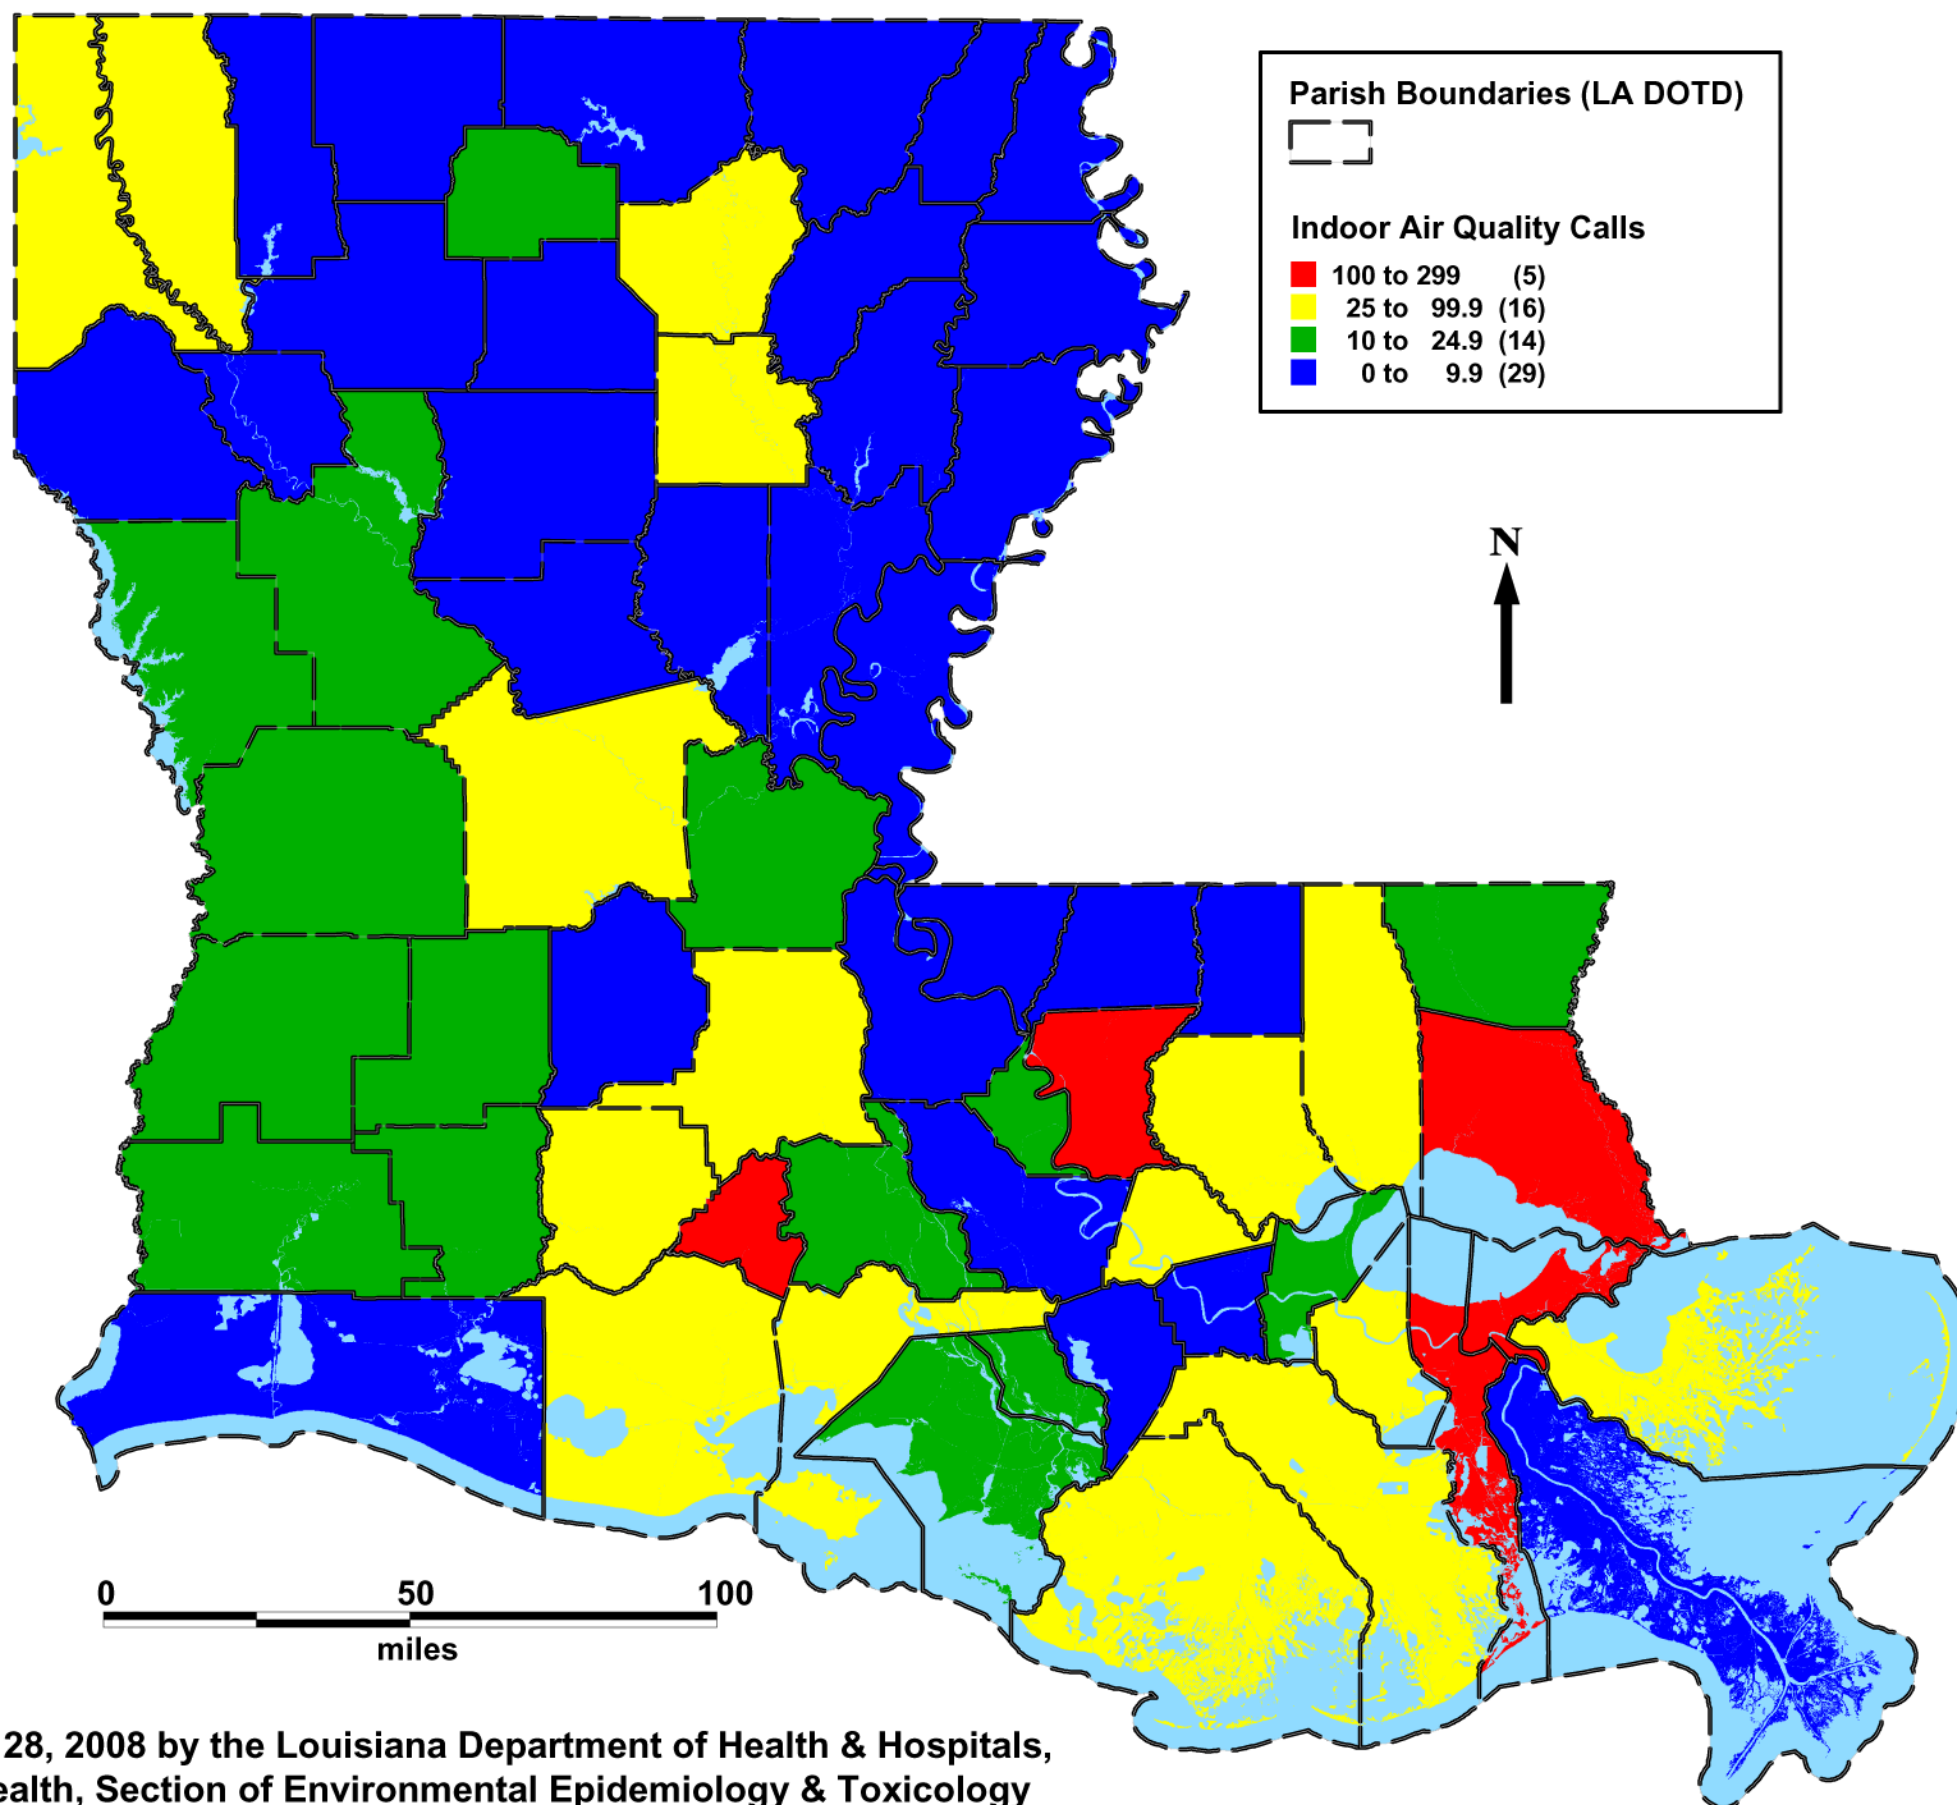 Parish Boundaries (LA DOTD)
Indoor Air Quality Calls
100 to 299 (5)
25 to 99.9 (16)
10 to 24.9 (14)
0 to 9.9 (29)
N
0 50 100
miles
28, 2008 by the Louisiana Department of Health & Hospitals,
ealth, Section of Environmental Epidemiology & Toxicology